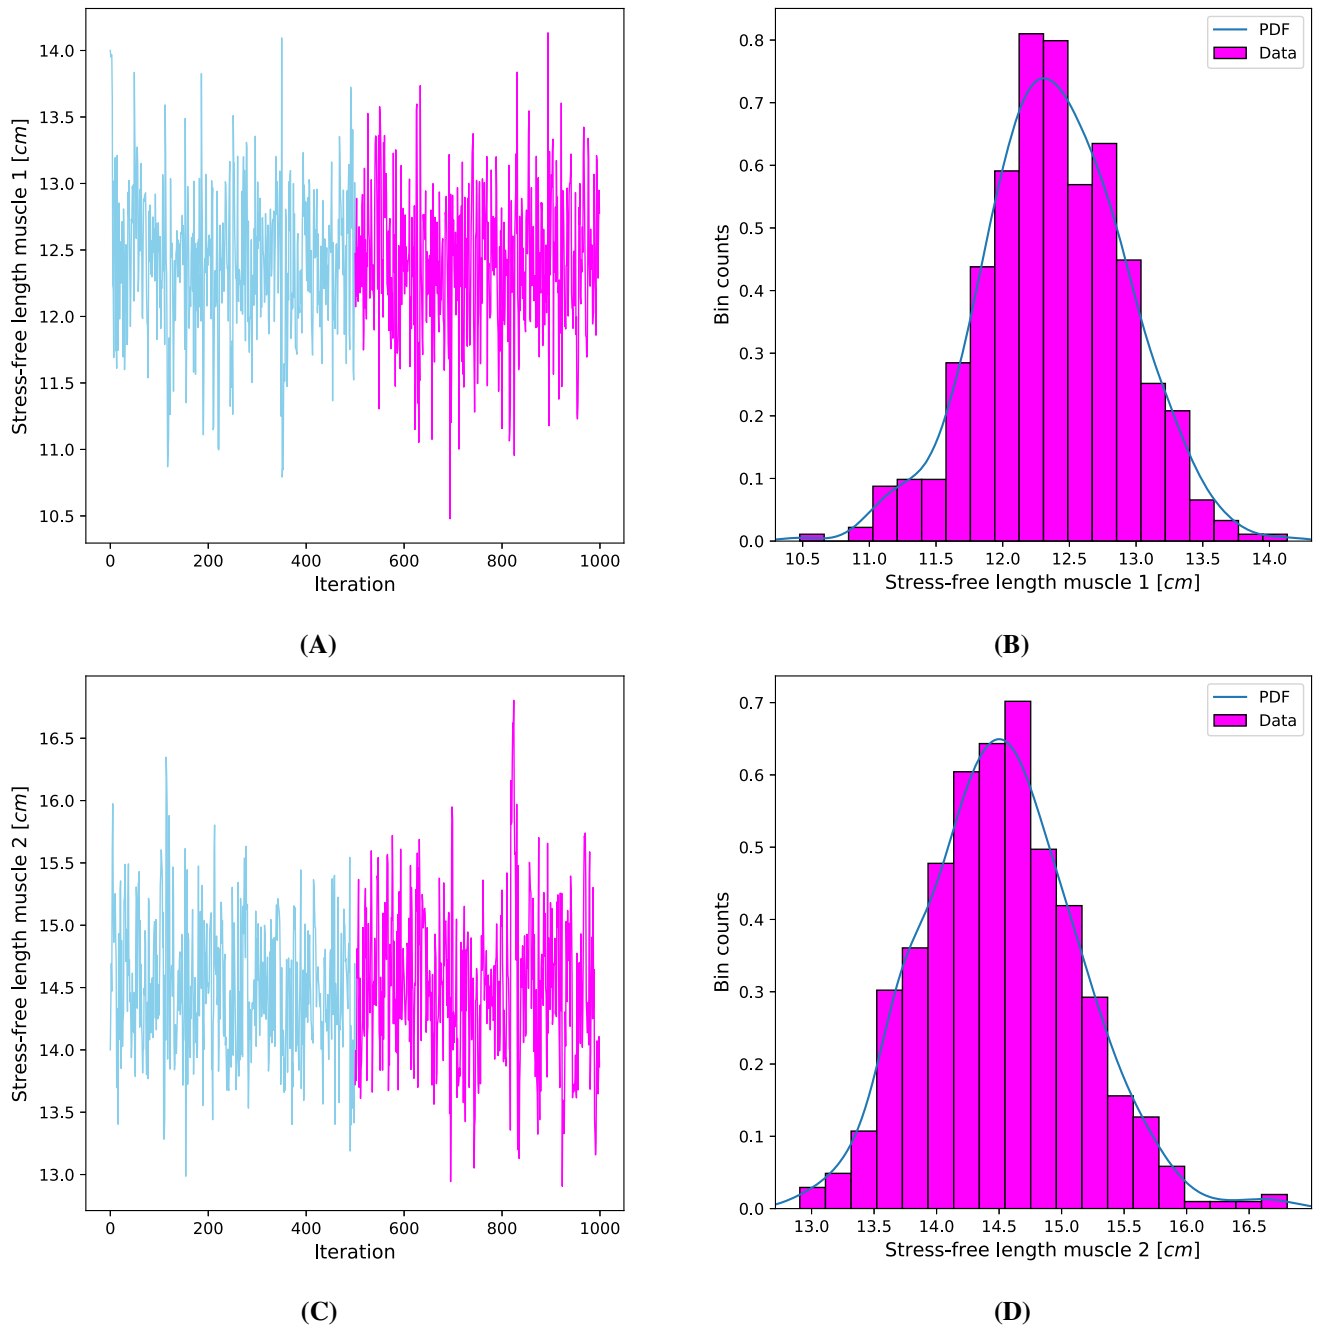 14.0
13.5
13.0
12.5
12.0
11.5
11.0
10.5
Stress-free length muscle 1 [cm]
0 200 400 600 800 1000
Iteration
(A)
PDF
Data
0.8
0.7
0.6
0.5
0.4
0.3
0.2
0.1
0.0
Bin counts
10.5 11.0 11.5 12.0 12.5 13.0 13.5 14.0
Stress-free length muscle 1 [cm]
(B)
16.5
16.0
15.5
15.0
14.5
14.0
13.5
13.0
Stress-free length muscle 2 [cm]
0 200 400 600 800 1000
Iteration
(C)
PDF
Data
0.7
0.6
0.5
0.4
0.3
0.2
0.1
0.0
Bin counts
13.0 13.5 14.0 14.5 15.0 15.5 16.0 16.5
Stress-free length muscle 2 [cm]
(D)